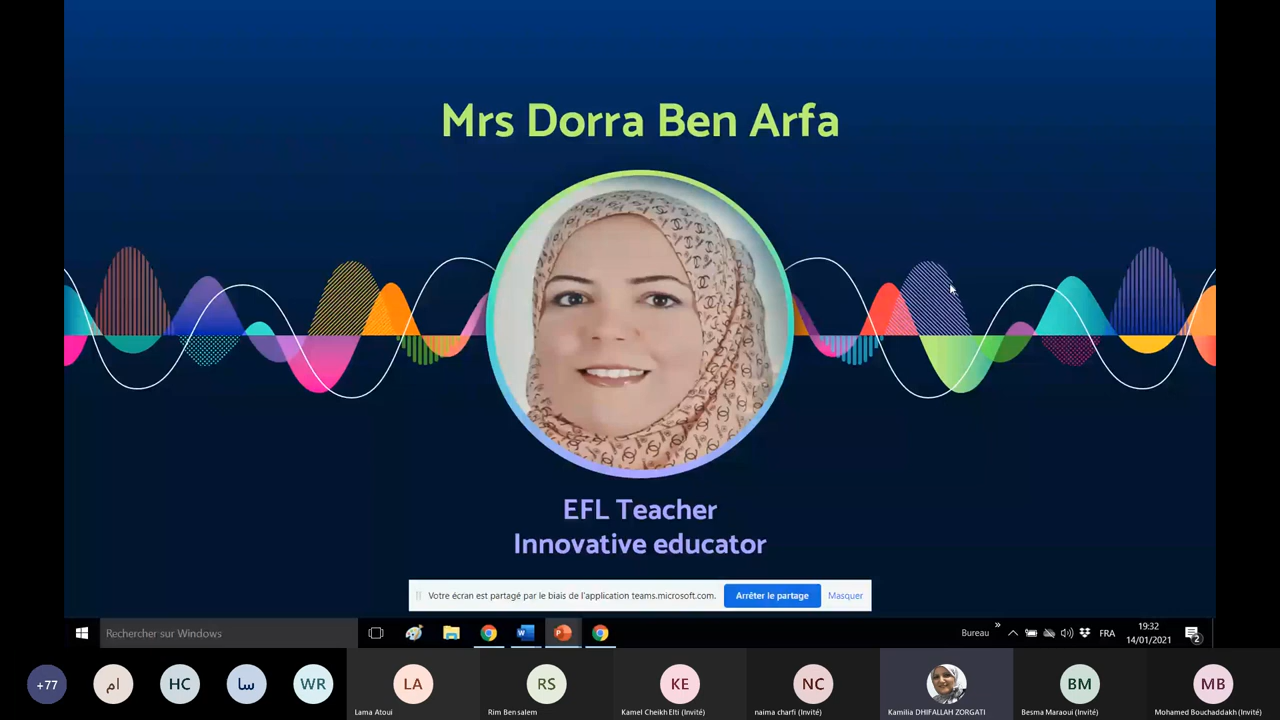 Mrs Dorra Ben Arfa
EFL Teacher
Innovative educator
Votre écran est partagé par le biais de l'application teams.microsoft.com.
Arrêter le partage
Masquer
Rechercher sur Windows
Bureau
»
FRA
19:32
14/01/2021
2
+77
ام
HC
سا
WR
LA
Lama Atoui
RS
Rim Ben salem
KE
Kamel Cheikh Elti (Invité)
NC
naima charfi (Invité)
Kamilia DHIFALLAH ZORGATI
BM
Besma Maraoui (Invité)
MB
Mohamed Bouchaddakh (Invité)